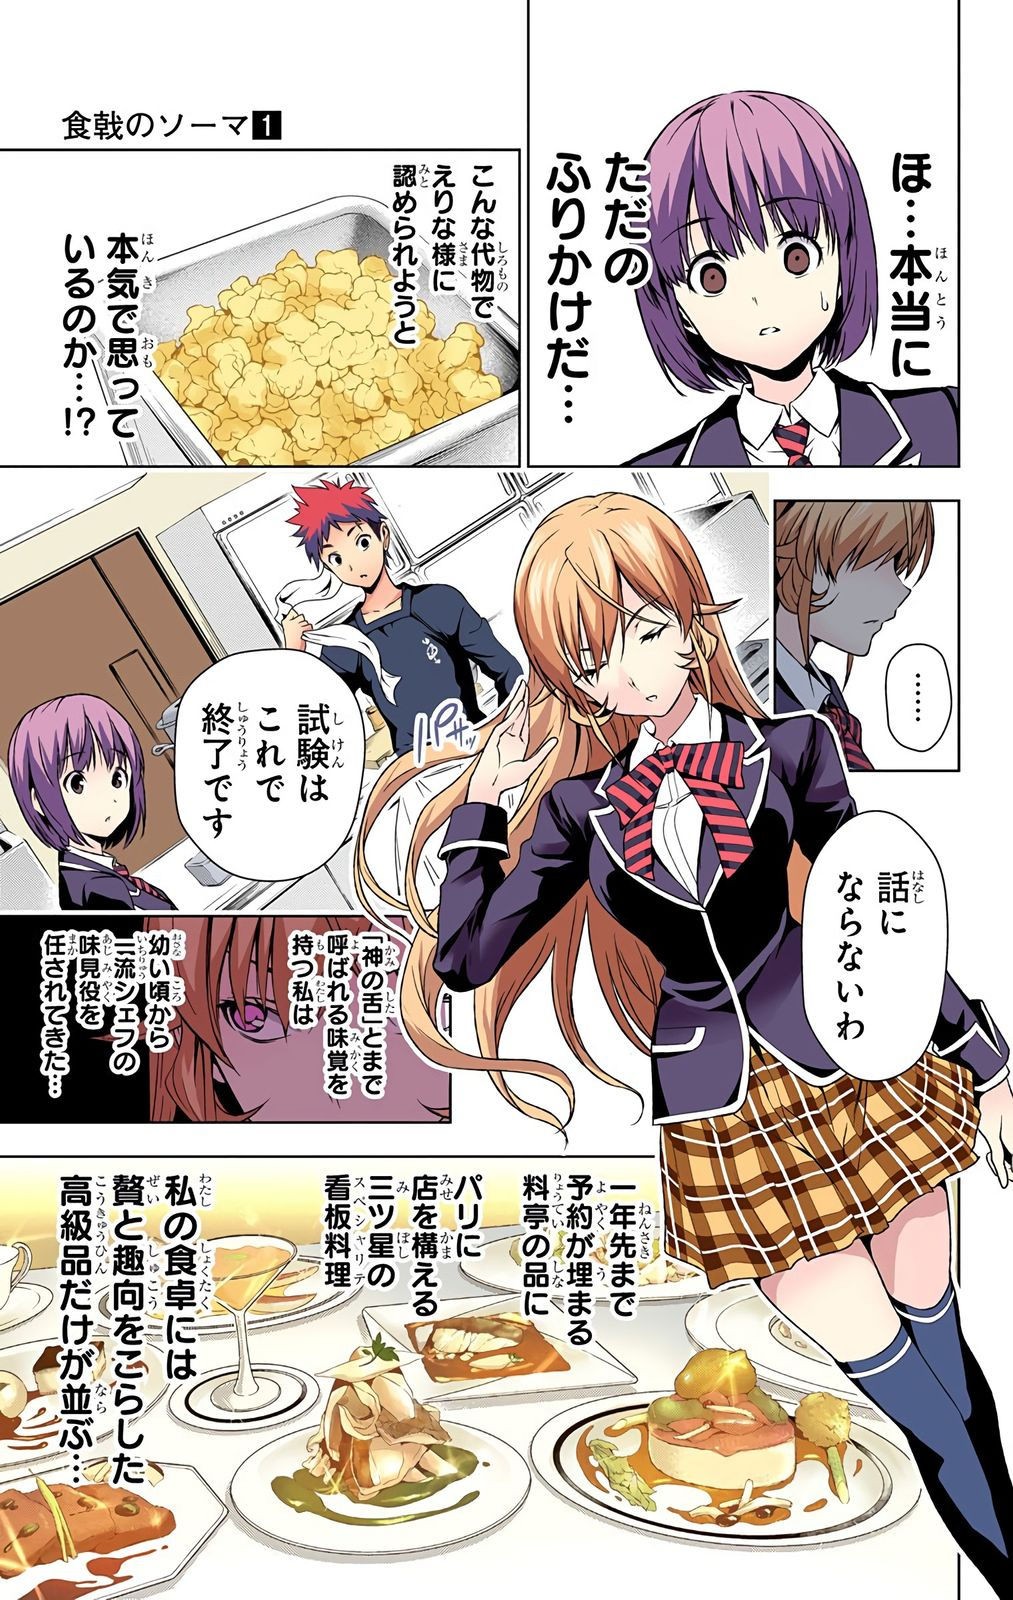 食戟のソーマ1
ほ…本当に
ただの
ふりかけだ…
こんな代物で
えりな様に
認められようと
本気で思って
いるのか…!?
……
話に
ならないわ
パサッ
試験は
これで
終了です
「神の舌」とまで
呼ばれる味覚を
持つ私は
幼い頃から
一流シェフの
味見役を
任されてきた…
一年先まで
予約が埋まる
料亭の品に
パリに
店を構える
三ツ星の
看板料理
私の食卓には
贅と趣向をこらした
高級品だけが並ぶ…